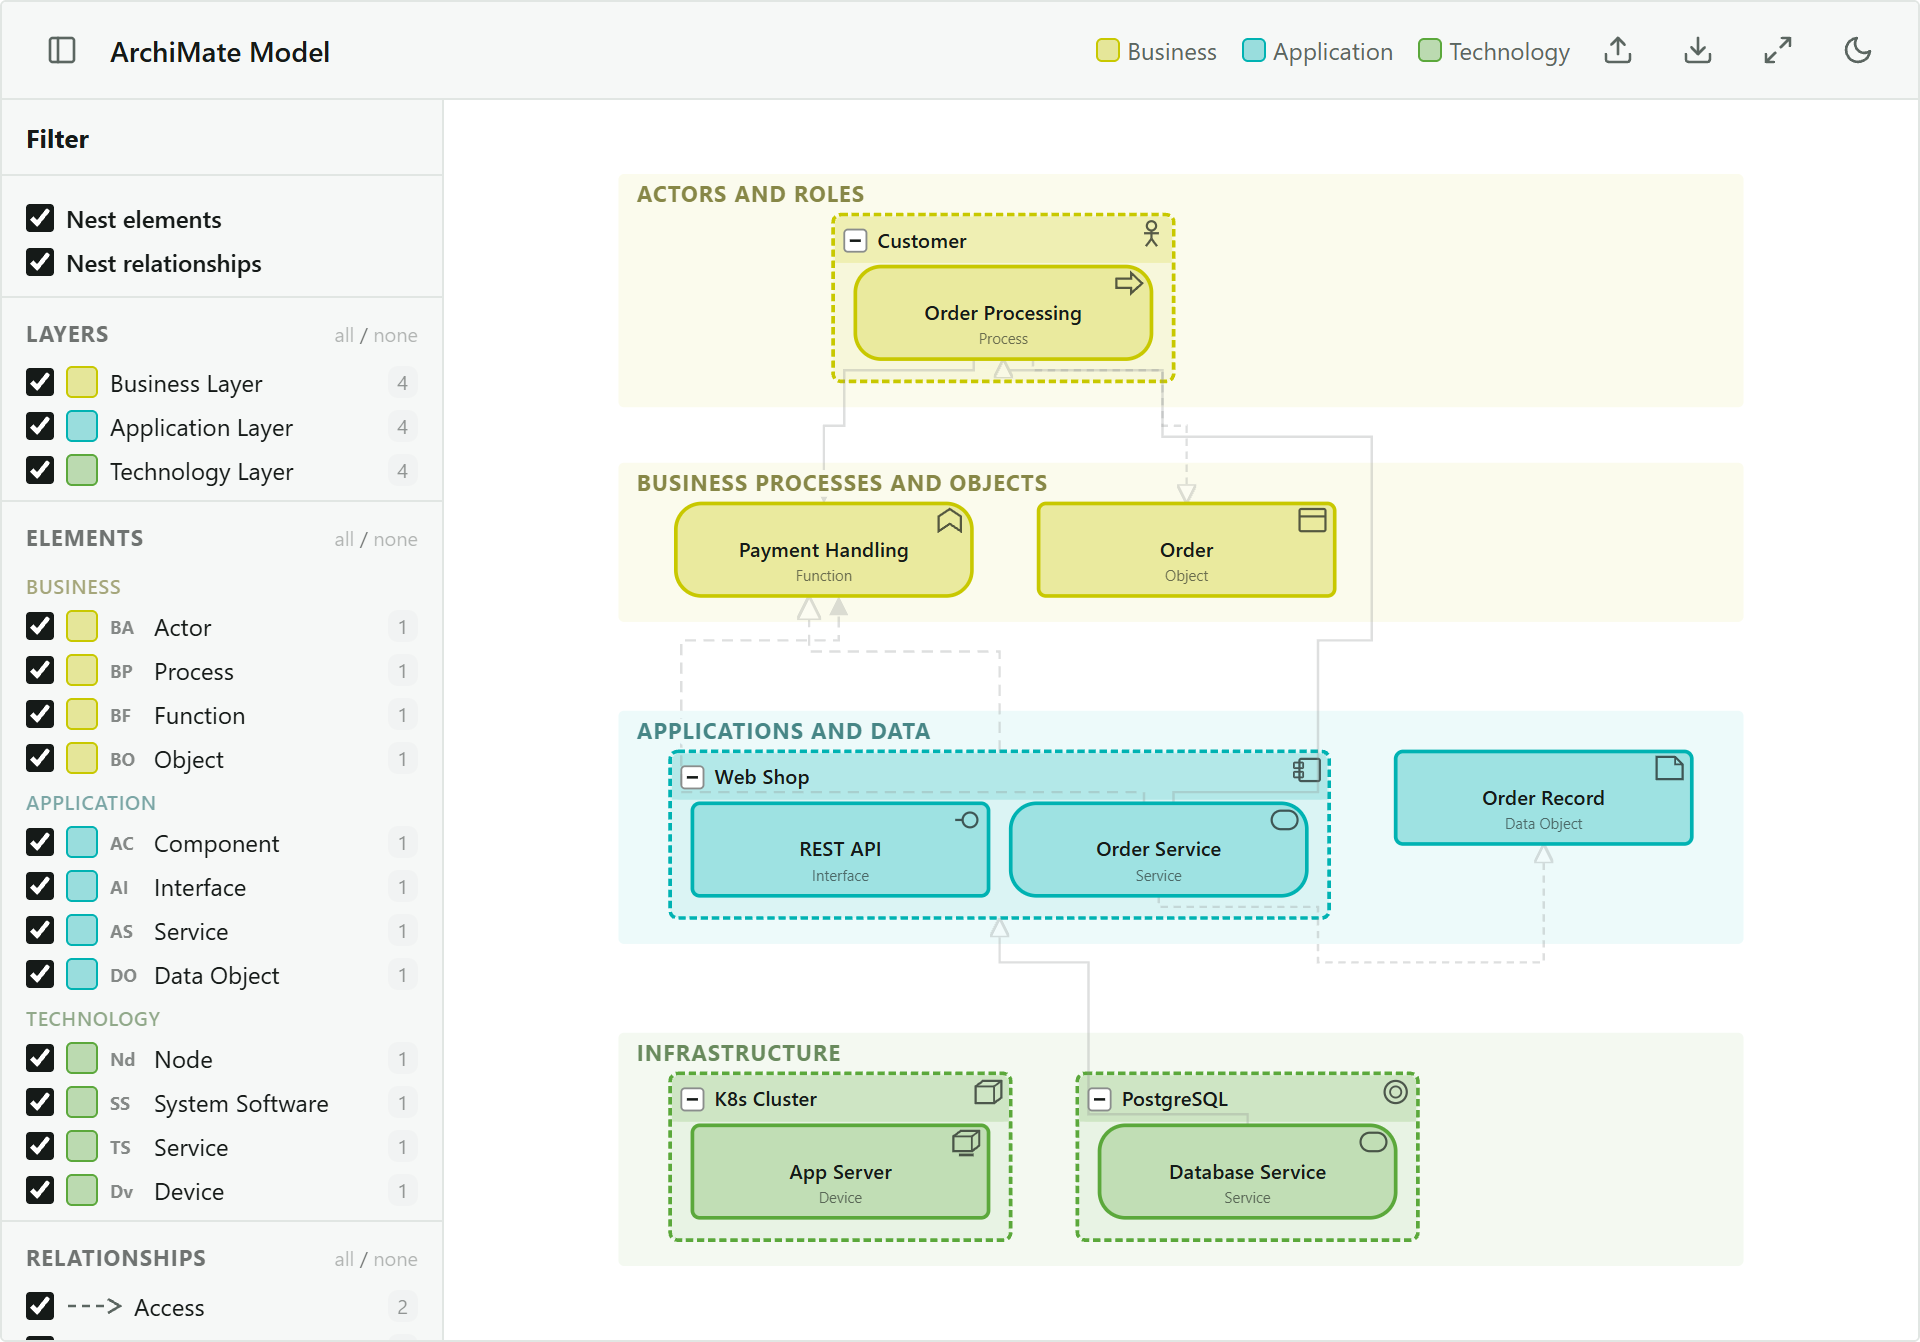 ArchiMate Model
Business
Application
Technology
Filter
Nest elements
Nest relationships
LAYERS
all / none
Business Layer
4
Application Layer
4
Technology Layer
4
ELEMENTS
all / none
BUSINESS
BA Actor
1
BP Process
1
BF Function
1
BO Object
1
APPLICATION
AC Component
1
AI Interface
1
AS Service
1
DO Data Object
1
TECHNOLOGY
Nd Node
1
SS System Software
1
TS Service
1
Dv Device
1
RELATIONSHIPS
all / none
Access
2
ACTORS AND ROLES
Customer
Order Processing
Process
BUSINESS PROCESSES AND OBJECTS
Payment Handling
Function
Order
Object
APPLICATIONS AND DATA
Web Shop
REST API
Interface
Order Service
Service
Order Record
Data Object
INFRASTRUCTURE
K8s Cluster
App Server
Device
PostgreSQL
Database Service
Service